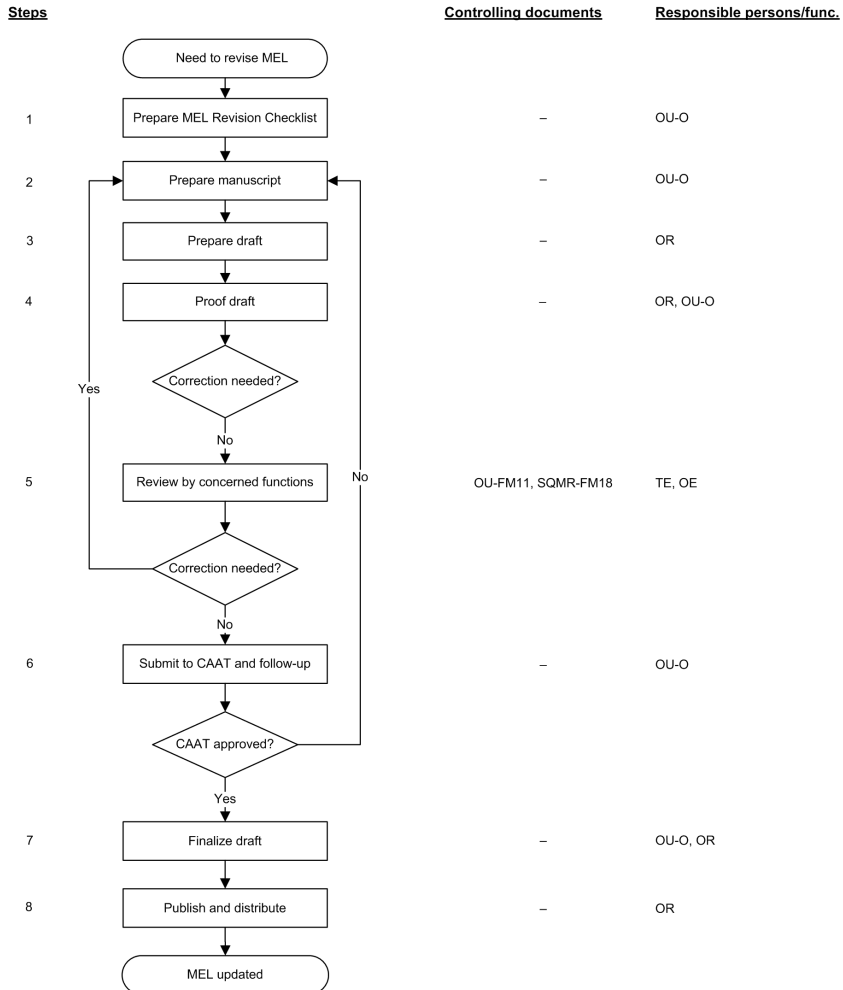 Steps Controlling documents Responsible persons/func.
Need to revise MEL
1 Prepare MEL Revision Checklist – OU-O
2 Prepare manuscript – OU-O
3 Prepare draft – OR
4 Proof draft – OR, OU-O
Correction needed?
Yes
No
5 Review by concerned functions No OU-FM11, SQMR-FM18 TE, OE
Correction needed?
No
6 Submit to CAAT and follow-up – OU-O
CAAT approved?
Yes
7 Finalize draft – OU-O, OR
8 Publish and distribute – OR
MEL updated